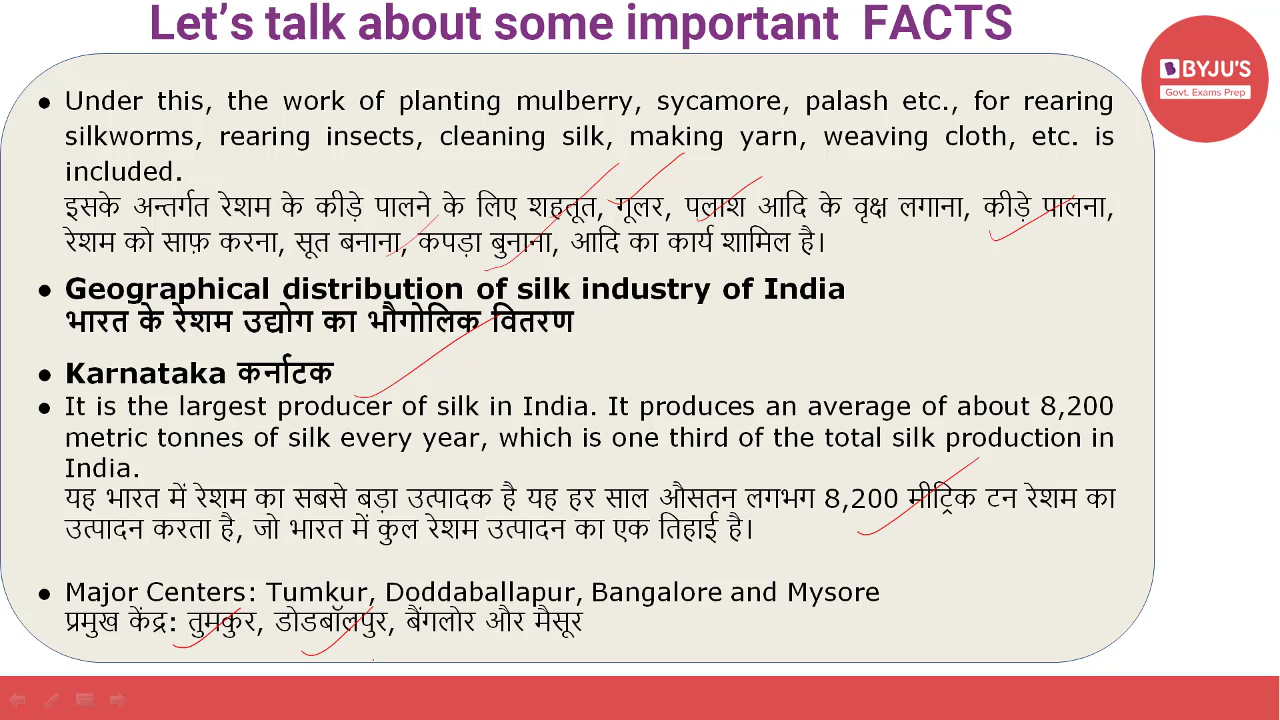 Let's talk about some important FACTS
BYJU'S
Govt. Exams Prep
● Under this, the work of planting mulberry, sycamore, palash etc., for rearing
silkworms, rearing insects, cleaning silk, making yarn, weaving cloth, etc. is
included.
इसके अन्तर्गत रेशम के कीड़े पालने के लिए शहतूत, गूलर, पलाश आदि के वृक्ष लगाना, कीड़े पालना,
रेशम को साफ़ करना, सूत बनाना, कपड़ा बुनाना, आदि का कार्य शामिल है।
● Geographical distribution of silk industry of India
भारत के रेशम उद्योग का भौगोलिक वितरण
● Karnataka कर्नाटक
● It is the largest producer of silk in India. It produces an average of about 8,200
metric tonnes of silk every year, which is one third of the total silk production in
India.
यह भारत में रेशम का सबसे बड़ा उत्पादक है यह हर साल औसतन लगभग 8,200 मीट्रिक टन रेशम का
उत्पादन करता है, जो भारत में कुल रेशम उत्पादन का एक तिहाई है।
● Major Centers: Tumkur, Doddaballapur, Bangalore and Mysore
प्रमुख केंद्र: तुमकुर, डोडबॉलपुर, बैंगलोर और मैसूर